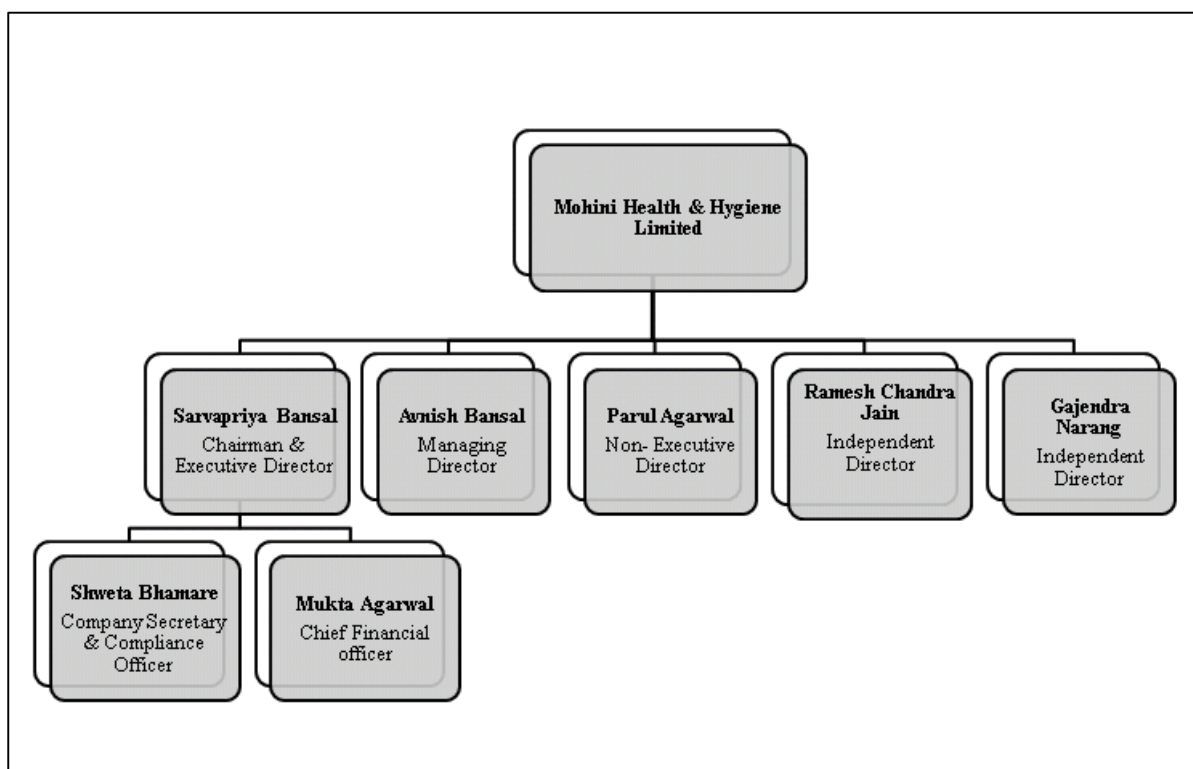 Mohini Health & Hygiene
Limited
Sarvapriya Bansal
Chairman &
Executive Director
Avnish Bansal
Managing
Director
Parul Agarwal
Non- Executive
Director
Ramesh Chandra
Jain
Independent
Director
Gajendra
Narang
Independent
Director
Shweta Bhamare
Company Secretary
& Compliance
Officer
Mukta Agarwal
Chief Financial
officer